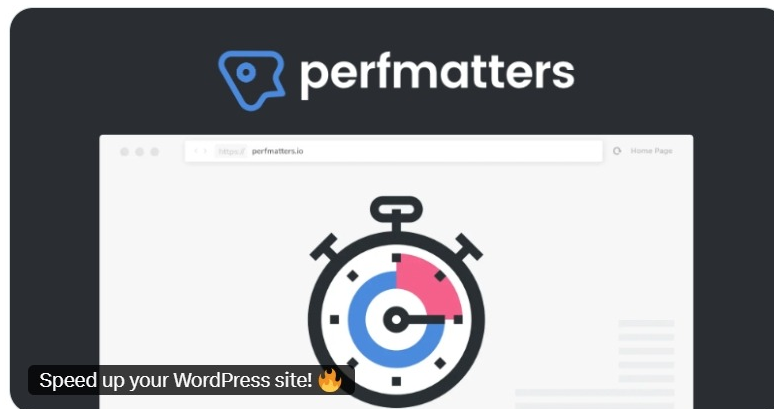 perfmatters
https://
perfmatters.io
Home Page
Speed up your WordPress site! 🔥